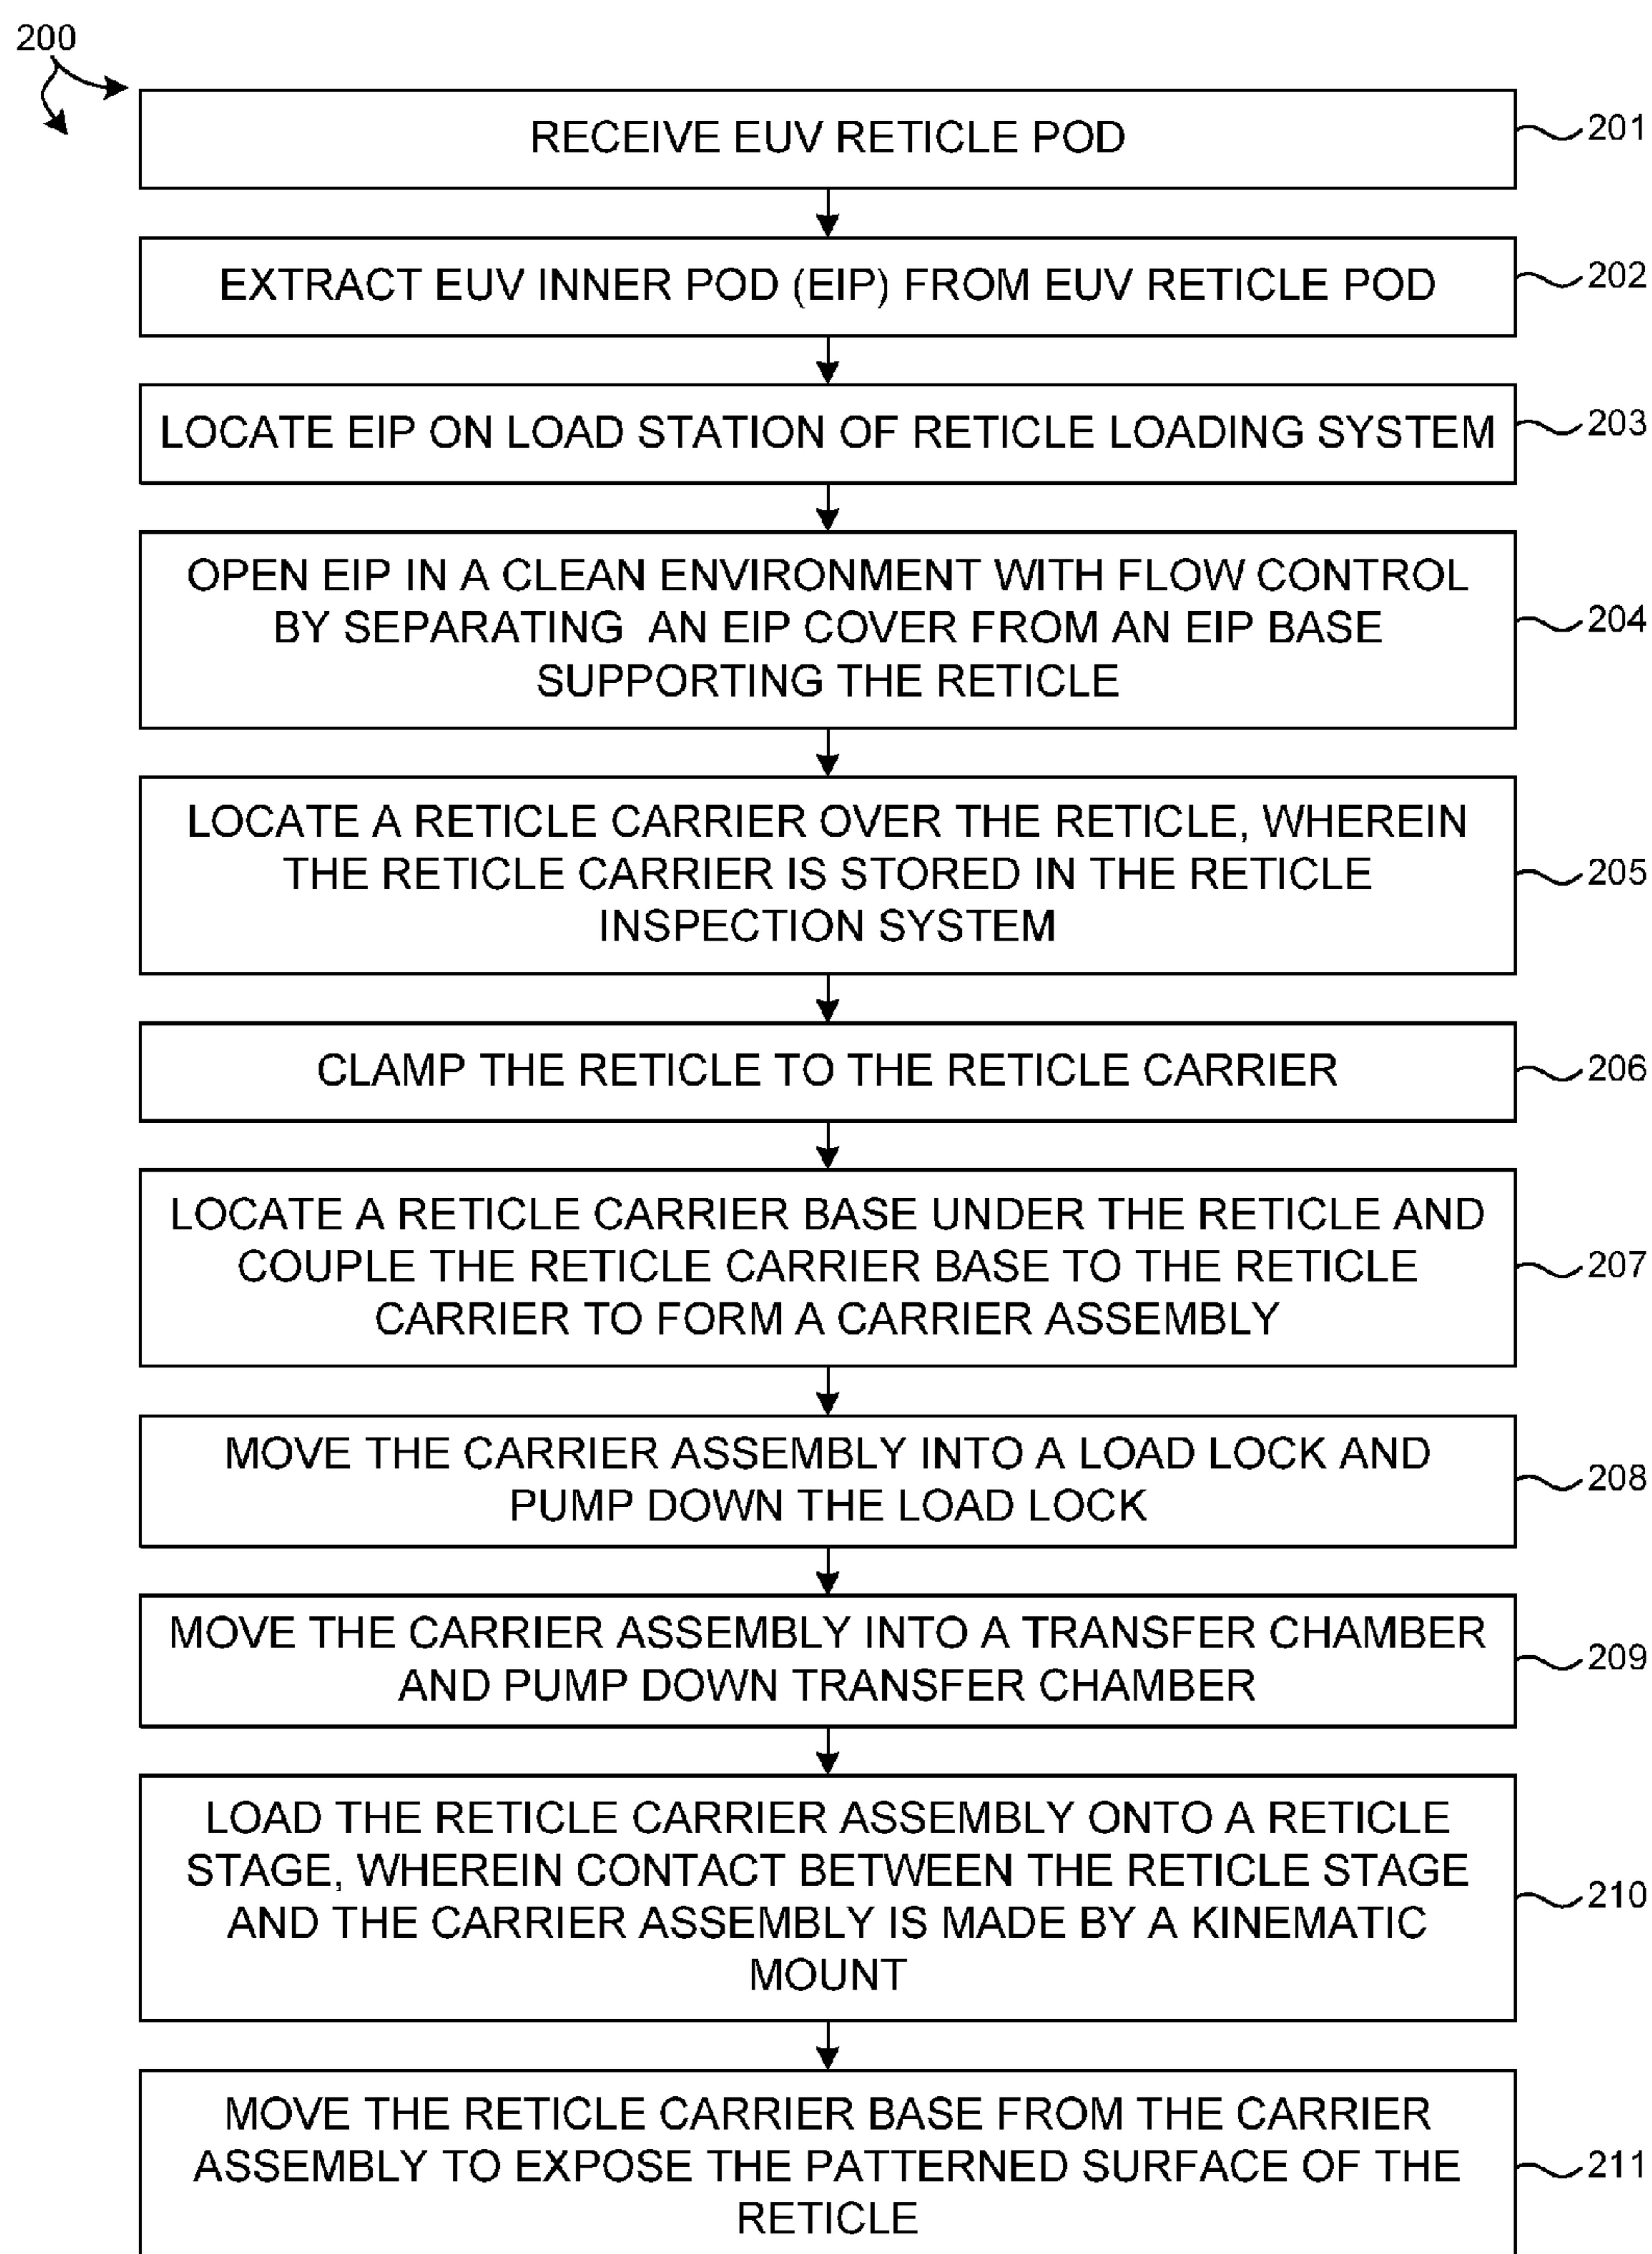 200
RECEIVE EUV RETICLE POD
201
EXTRACT EUV INNER POD (EIP) FROM EUV RETICLE POD
202
LOCATE EIP ON LOAD STATION OF RETICLE LOADING SYSTEM
203
OPEN EIP IN A CLEAN ENVIRONMENT WITH FLOW CONTROL
BY SEPARATING AN EIP COVER FROM AN EIP BASE
SUPPORTING THE RETICLE
204
LOCATE A RETICLE CARRIER OVER THE RETICLE, WHEREIN
THE RETICLE CARRIER IS STORED IN THE RETICLE
INSPECTION SYSTEM
205
CLAMP THE RETICLE TO THE RETICLE CARRIER
206
LOCATE A RETICLE CARRIER BASE UNDER THE RETICLE AND
COUPLE THE RETICLE CARRIER BASE TO THE RETICLE
CARRIER TO FORM A CARRIER ASSEMBLY
207
MOVE THE CARRIER ASSEMBLY INTO A LOAD LOCK AND
PUMP DOWN THE LOAD LOCK
208
MOVE THE CARRIER ASSEMBLY INTO A TRANSFER CHAMBER
AND PUMP DOWN TRANSFER CHAMBER
209
LOAD THE RETICLE CARRIER ASSEMBLY ONTO A RETICLE
STAGE, WHEREIN CONTACT BETWEEN THE RETICLE STAGE
AND THE CARRIER ASSEMBLY IS MADE BY A KINEMATIC
MOUNT
210
MOVE THE RETICLE CARRIER BASE FROM THE CARRIER
ASSEMBLY TO EXPOSE THE PATTERNED SURFACE OF THE
RETICLE
211